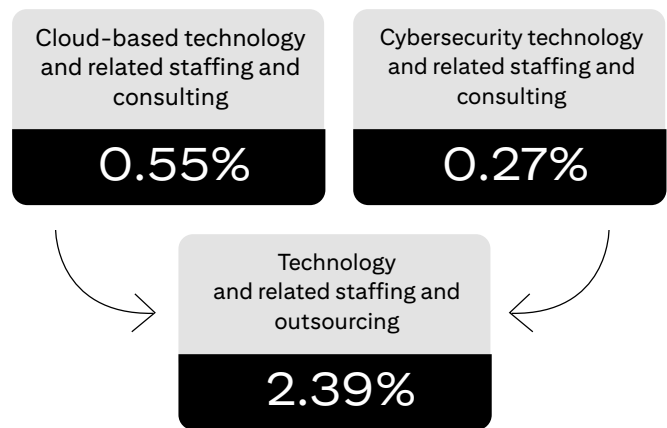 Cloud-based technology
and related staffing and
consulting
0.55%
Cybersecurity technology
and related staffing and
consulting
0.27%
Technology
and related staffing and
outsourcing
2.39%